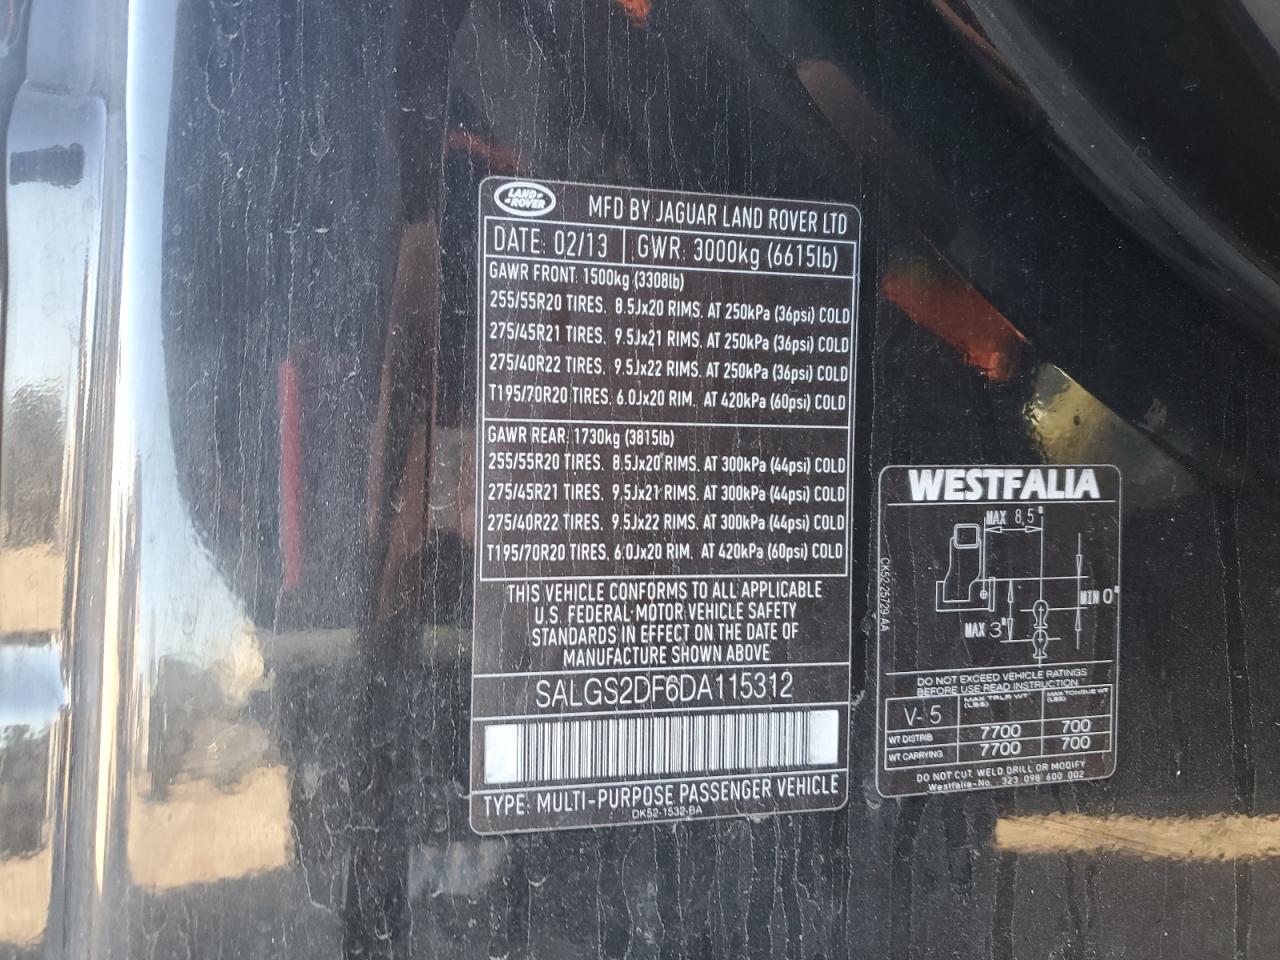 LAND-
-ROVER
MFD BY JAGUAR LAND ROVER LTD
DATE: 02/13 GWR: 3000kg (6615lb)
GAWR FRONT: 1500kg (3308lb)
255/55R20 TIRES. 8.5Jx20 RIMS. AT 250kPa (36psi) COLD
275/45R21 TIRES. 9.5Jx21 RIMS. AT 250kPa (36psi) COLD
275/40R22 TIRES. 9.5Jx22 RIMS. AT 250kPa (36psi) COLD
T195/70R20 TIRES. 6.0Jx20 RIM. AT 420kPa (60psi) COLD
GAWR REAR: 1730kg (3815lb)
255/55R20 TIRES. 8.5Jx20 RIMS. AT 300kPa (44psi) COLD
275/45R21 TIRES. 9.5Jx21 RIMS. AT 300kPa (44psi) COLD
275/40R22 TIRES. 9.5Jx22 RIMS. AT 300kPa (44psi) COLD
T195/70R20 TIRES. 6.0Jx20 RIM. AT 420kPa (60psi) COLD
THIS VEHICLE CONFORMS TO ALL APPLICABLE
U.S. FEDERAL-MOTOR-VEHICLE SAFETY
STANDARDS IN EFFECT ON THE DATE OF
MANUFACTURE SHOWN ABOVE
SALGS2DF6DA115312
TYPE: MULTI-PURPOSE PASSENGER VEHICLE
DK52-1532-BA
WESTFALIA
MAX 8,5"
MIN 0"
MAX 3"
CK52-25729-AA
DO NOT EXCEED VEHICLE RATINGS
BEFORE USE READ INSTRUCTION
V-5 MAX TRLR WT (LBS) MAX TONGUE WT (LBS)
WT DISTRIB 7700 700
WT CARRYING 7700 700
DO NOT CUT, WELD DRILL OR MODIFY
Westfalia-No. 323 098 600 002